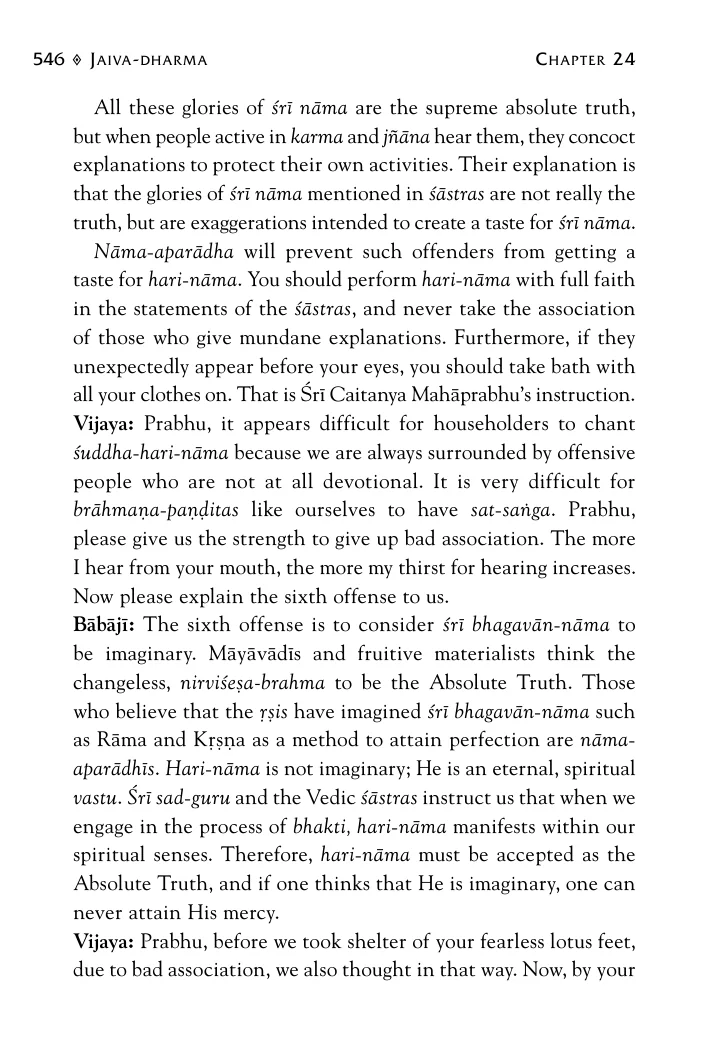 546 ◊ Jaiva-dharma Chapter 24
All these glories of śrī nāma are the supreme absolute truth,
but when people active in karma and jñāna hear them, they concoct
explanations to protect their own activities. Their explanation is
that the glories of śrī nāma mentioned in śāstras are not really the
truth, but are exaggerations intended to create a taste for śrī nāma.
Nāma-aparādha will prevent such offenders from getting a
taste for hari-nāma. You should perform hari-nāma with full faith
in the statements of the śāstras, and never take the association
of those who give mundane explanations. Furthermore, if they
unexpectedly appear before your eyes, you should take bath with
all your clothes on. That is Śrī Caitanya Mahāprabhu's instruction.
Vijaya: Prabhu, it appears difficult for householders to chant
śuddha-hari-nāma because we are always surrounded by offensive
people who are not at all devotional. It is very difficult for
brāhmaṇa-paṇḍitas like ourselves to have sat-saṅga. Prabhu,
please give us the strength to give up bad association. The more
I hear from your mouth, the more my thirst for hearing increases.
Now please explain the sixth offense to us.
Bābājī: The sixth offense is to consider śrī bhagavān-nāma to
be imaginary. Māyāvādīs and fruitive materialists think the
changeless, nirviśeṣa-brahma to be the Absolute Truth. Those
who believe that the ṛṣis have imagined śrī bhagavān-nāma such
as Rāma and Kṛṣṇa as a method to attain perfection are nāma-
aparādhīs. Hari-nāma is not imaginary; He is an eternal, spiritual
vastu. Śrī sad-guru and the Vedic śāstras instruct us that when we
engage in the process of bhakti, hari-nāma manifests within our
spiritual senses. Therefore, hari-nāma must be accepted as the
Absolute Truth, and if one thinks that He is imaginary, one can
never attain His mercy.
Vijaya: Prabhu, before we took shelter of your fearless lotus feet,
due to bad association, we also thought in that way. Now, by your